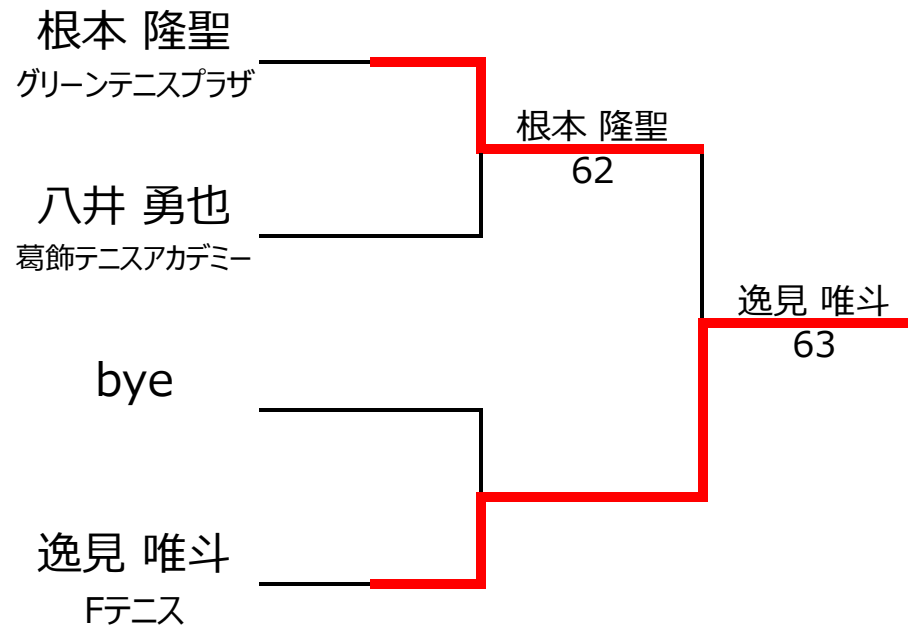 根本 隆聖
グリーンテニスプラザ
根本 隆聖
62
八井 勇也
葛飾テニスアカデミー
逸見 唯斗
63
bye
逸見 唯斗
Fテニス